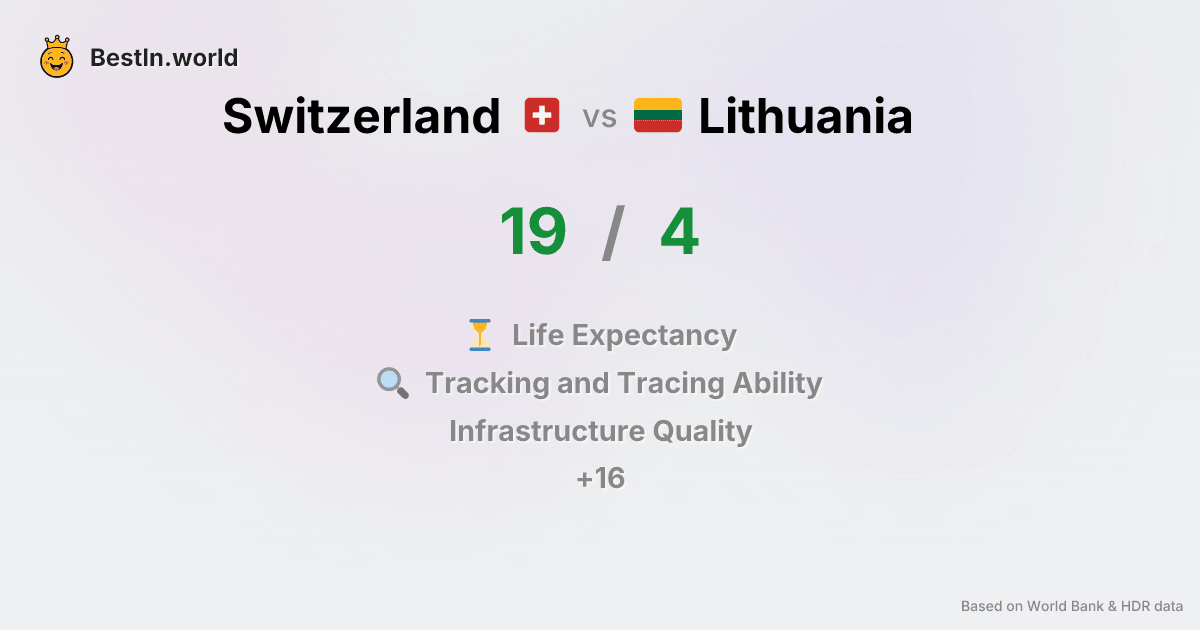 BestIn.world
Switzerland vs Lithuania
19 / 4
Life Expectancy
Tracking and Tracing Ability
Infrastructure Quality
+16
Based on World Bank & HDR data